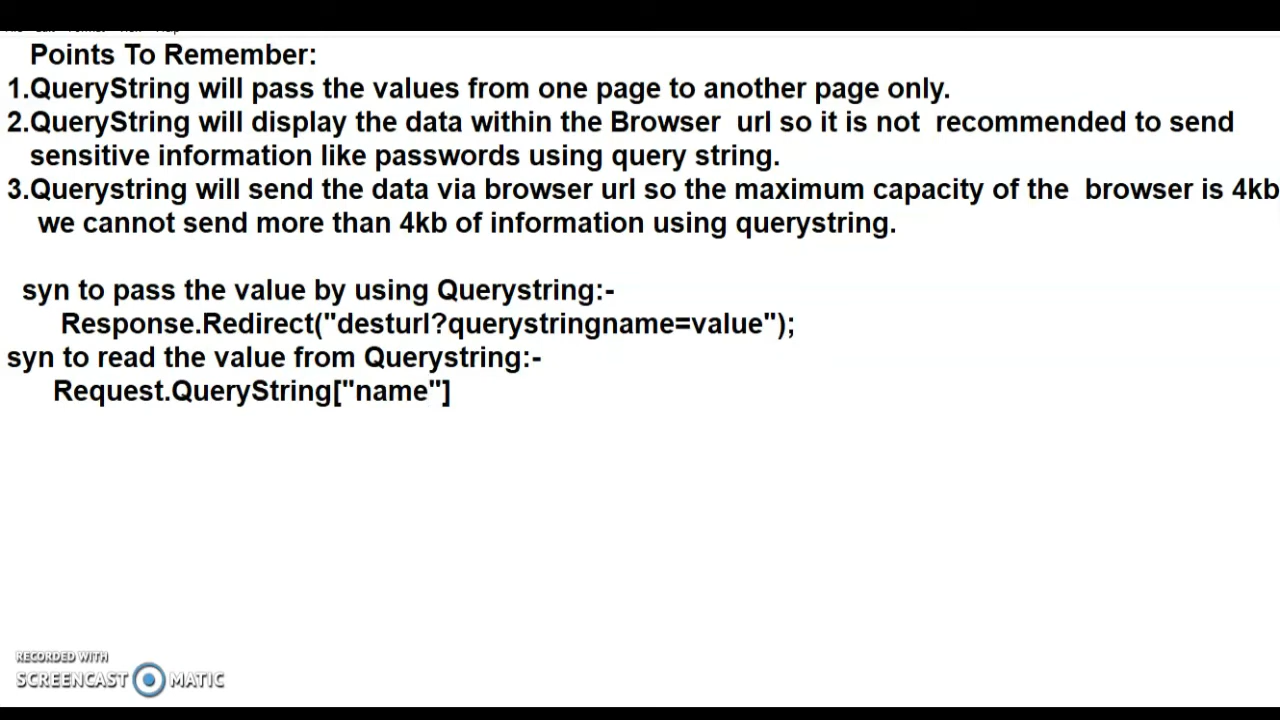 Points To Remember:
1.QueryString will pass the values from one page to another page only.
2.QueryString will display the data within the Browser url so it is not recommended to send
sensitive information like passwords using query string.
3.Querystring will send the data via browser url so the maximum capacity of the browser is 4kb
we cannot send more than 4kb of information using querystring.
syn to pass the value by using Querystring:-
Response.Redirect("desturl?querystringname=value");
syn to read the value from Querystring:-
Request.QueryString["name"]
RECORDED WITH
SCREENCAST MATIC